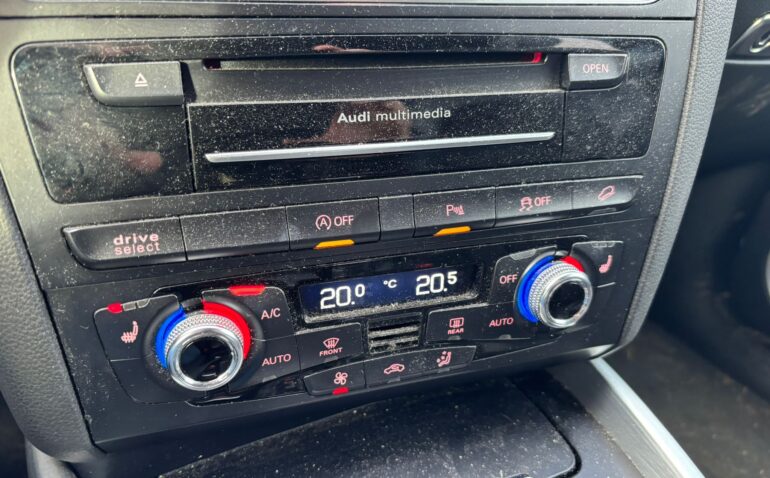 OPEN
Audi multimedia
drive select
A OFF
P
OFF
20.0 °C 20.5
OFF
A/C
AUTO
FRONT
REAR
AUTO